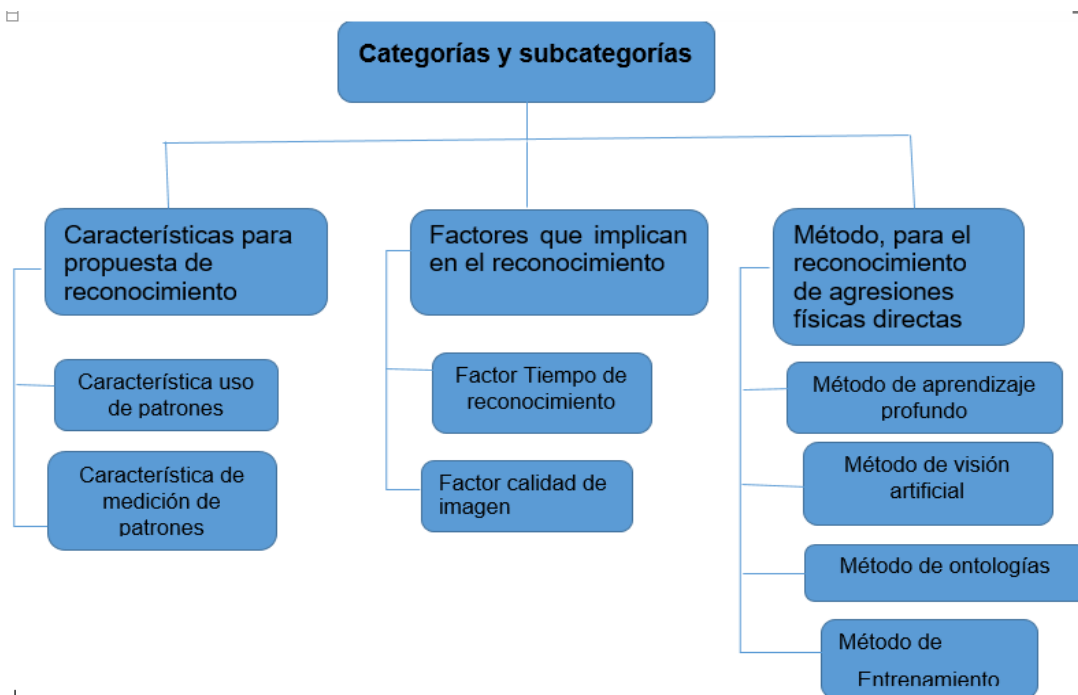 Categorías y subcategorías
Características para
propuesta de
reconocimiento
Característica uso
de patrones
Característica de
medición de
patrones
Factores que implican
en el reconocimiento
Factor Tiempo de
reconocimiento
Factor calidad de
imagen
Método, para el
reconocimiento
de agresiones
físicas directas
Método de aprendizaje
profundo
Método de visión
artificial
Método de ontologías
Método de
Entrenamiento